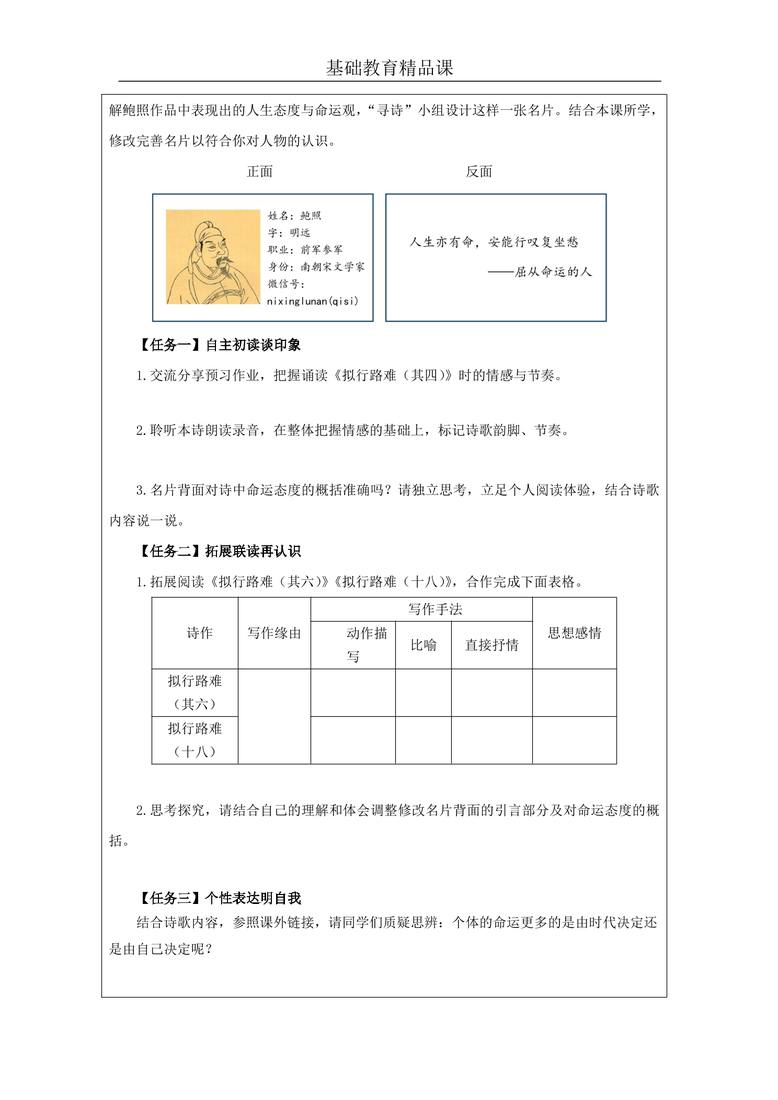 基础教育精品课
解鲍照作品中表现出的人生态度与命运观，“寻诗”小组设计这样一张名片。结合本课所学，
修改完善名片以符合你对人物的认识。
正面 反面
姓名：鲍照
字：明远
职业：前军参军
身份：南朝宋文学家
微信号：
nixinglunan(qisi)
人生亦有命，安能行叹复坐愁
——屈从命运的人
【任务一】自主初读谈印象
1.交流分享预习作业，把握诵读《拟行路难（其四）》时的情感与节奏。
2.聆听本诗朗读录音，在整体把握情感的基础上，标记诗歌韵脚、节奏。
3.名片背面对诗中命运态度的概括准确吗？请独立思考，立足个人阅读体验，结合诗歌
内容说一说。
【任务二】拓展联读再认识
1.拓展阅读《拟行路难（其六）》《拟行路难（十八）》，合作完成下面表格。
诗作 写作缘由 写作手法 思想感情
动作描
写
比喻 直接抒情
拟行路难
（其六）
拟行路难
（十八）
2.思考探究，请结合自己的理解和体会调整修改名片背面的引言部分及对命运态度的概
括。
【任务三】个性表达明自我
结合诗歌内容，参照课外链接，请同学们质疑思辨：个体的命运更多的是由时代决定还
是由自己决定呢？